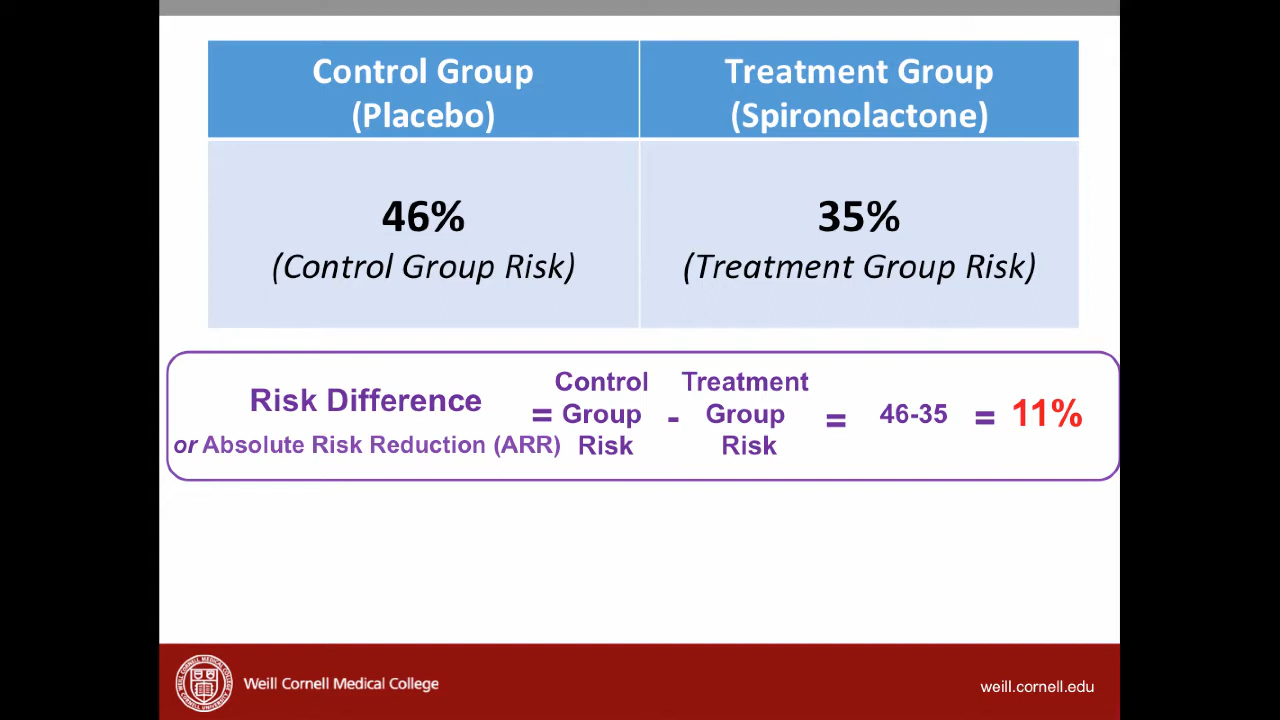 Control Group
(Placebo)
Treatment Group
(Spironolactone)
46%
(Control Group Risk)
35%
(Treatment Group Risk)
Risk Difference
or Absolute Risk Reduction (ARR)
=
Control
Group
Risk
-
Treatment
Group
Risk
=
46-35
=
11%
Weill Cornell Medical College
weill.cornell.edu